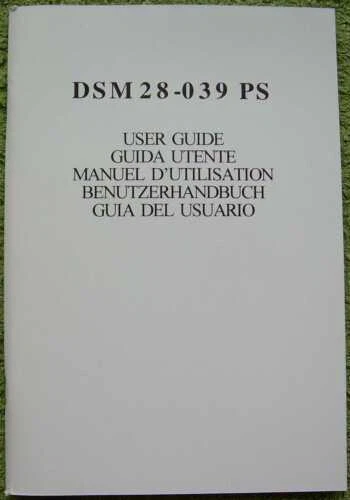 DSM 28-039 PS
USER GUIDE
GUIDA UTENTE
MANUEL D'UTILISATION
BENUTZERHANDBUCH
GUIA DEL USUARIO